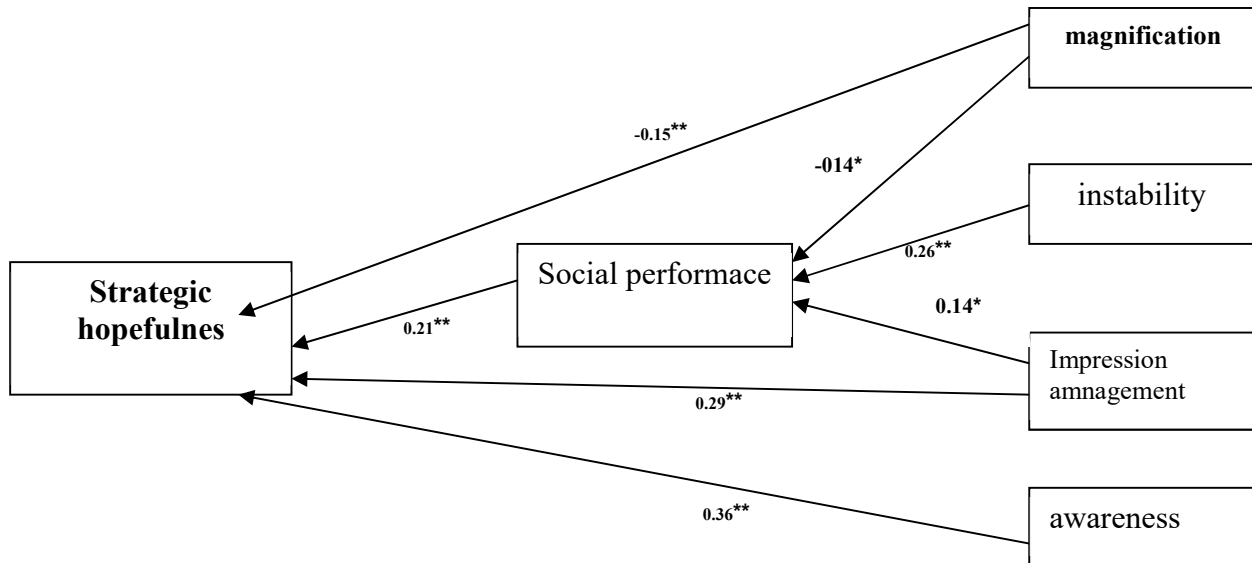 magnification
-0.15**
-014*
instability
0.26**
Social performace
Strategic
hopefulnes
0.21**
0.14*
Impression
amnagement
0.29**
0.36**
awareness